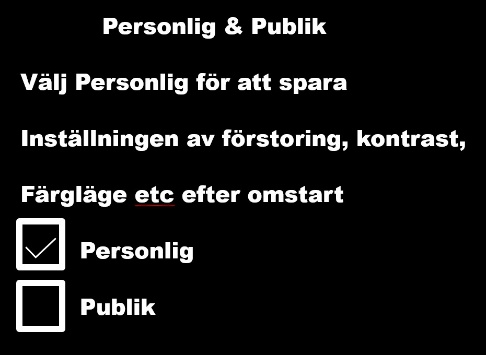 Personlig & Publik
Välj Personlig för att spara
Inställningen av förstoring, kontrast,
Färgläge etc efter omstart
Personlig
Publik